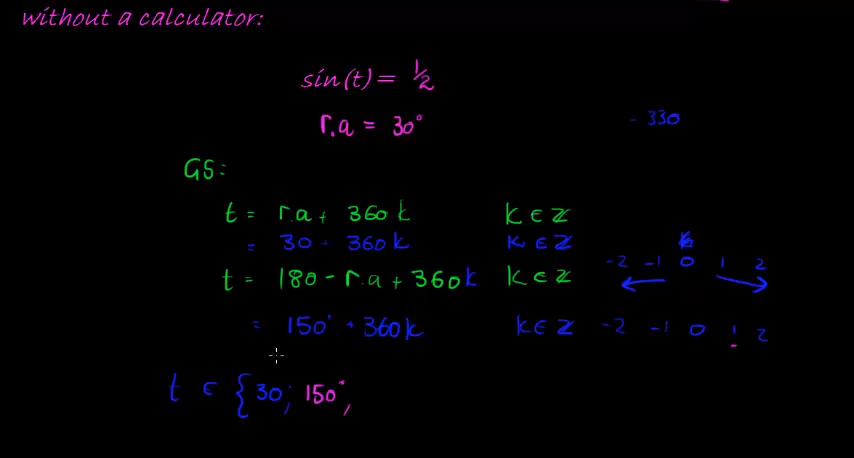 without a calculator:
sin(t) = 1/2
r.a = 30°
- 330
GS:
t = r.a + 360k k ∈ ℤ
= 30 + 360k k ∈ ℤ
k
-2 -1 0 1 2
t = 180 - r.a + 360k k ∈ ℤ
= 150° + 360k k ∈ ℤ -2 -1 0 1 2
t ∈ {30; 150°,